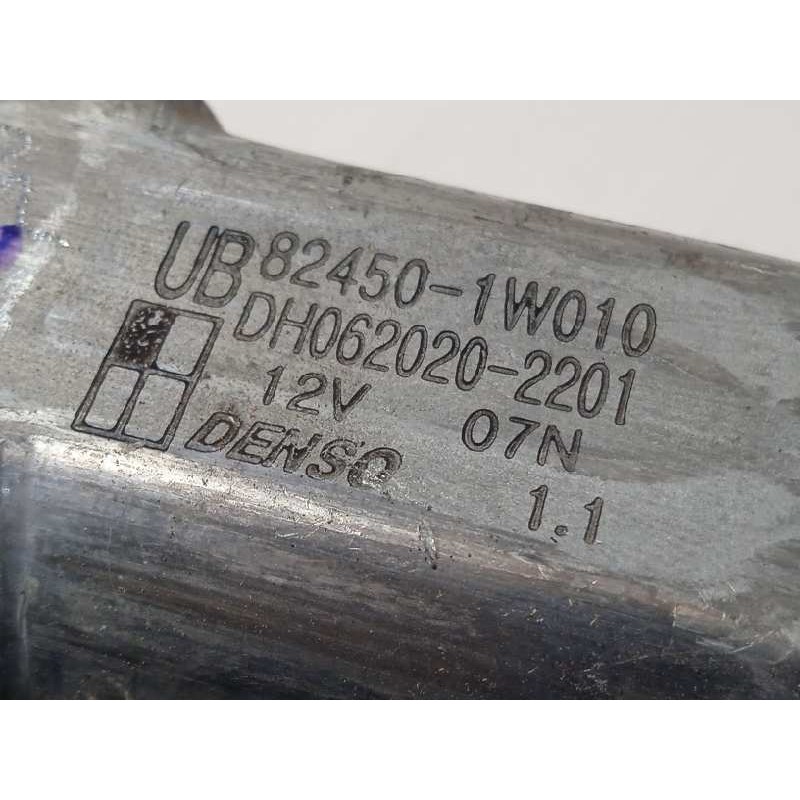 UB 82450-1W010
DH062020-2201
12V 07N
DENSO 1.1